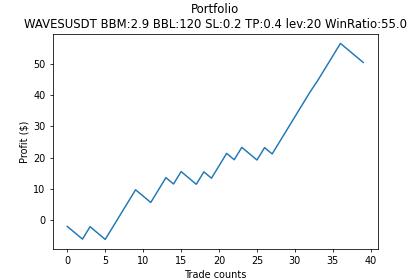 Portfolio
WAVESUSDT BBM:2.9 BBL:120 SL:0.2 TP:0.4 lev:20 WinRatio:55.0
Profit ($)
50
40
30
20
10
0
0 5 10 15 20 25 30 35 40
Trade counts